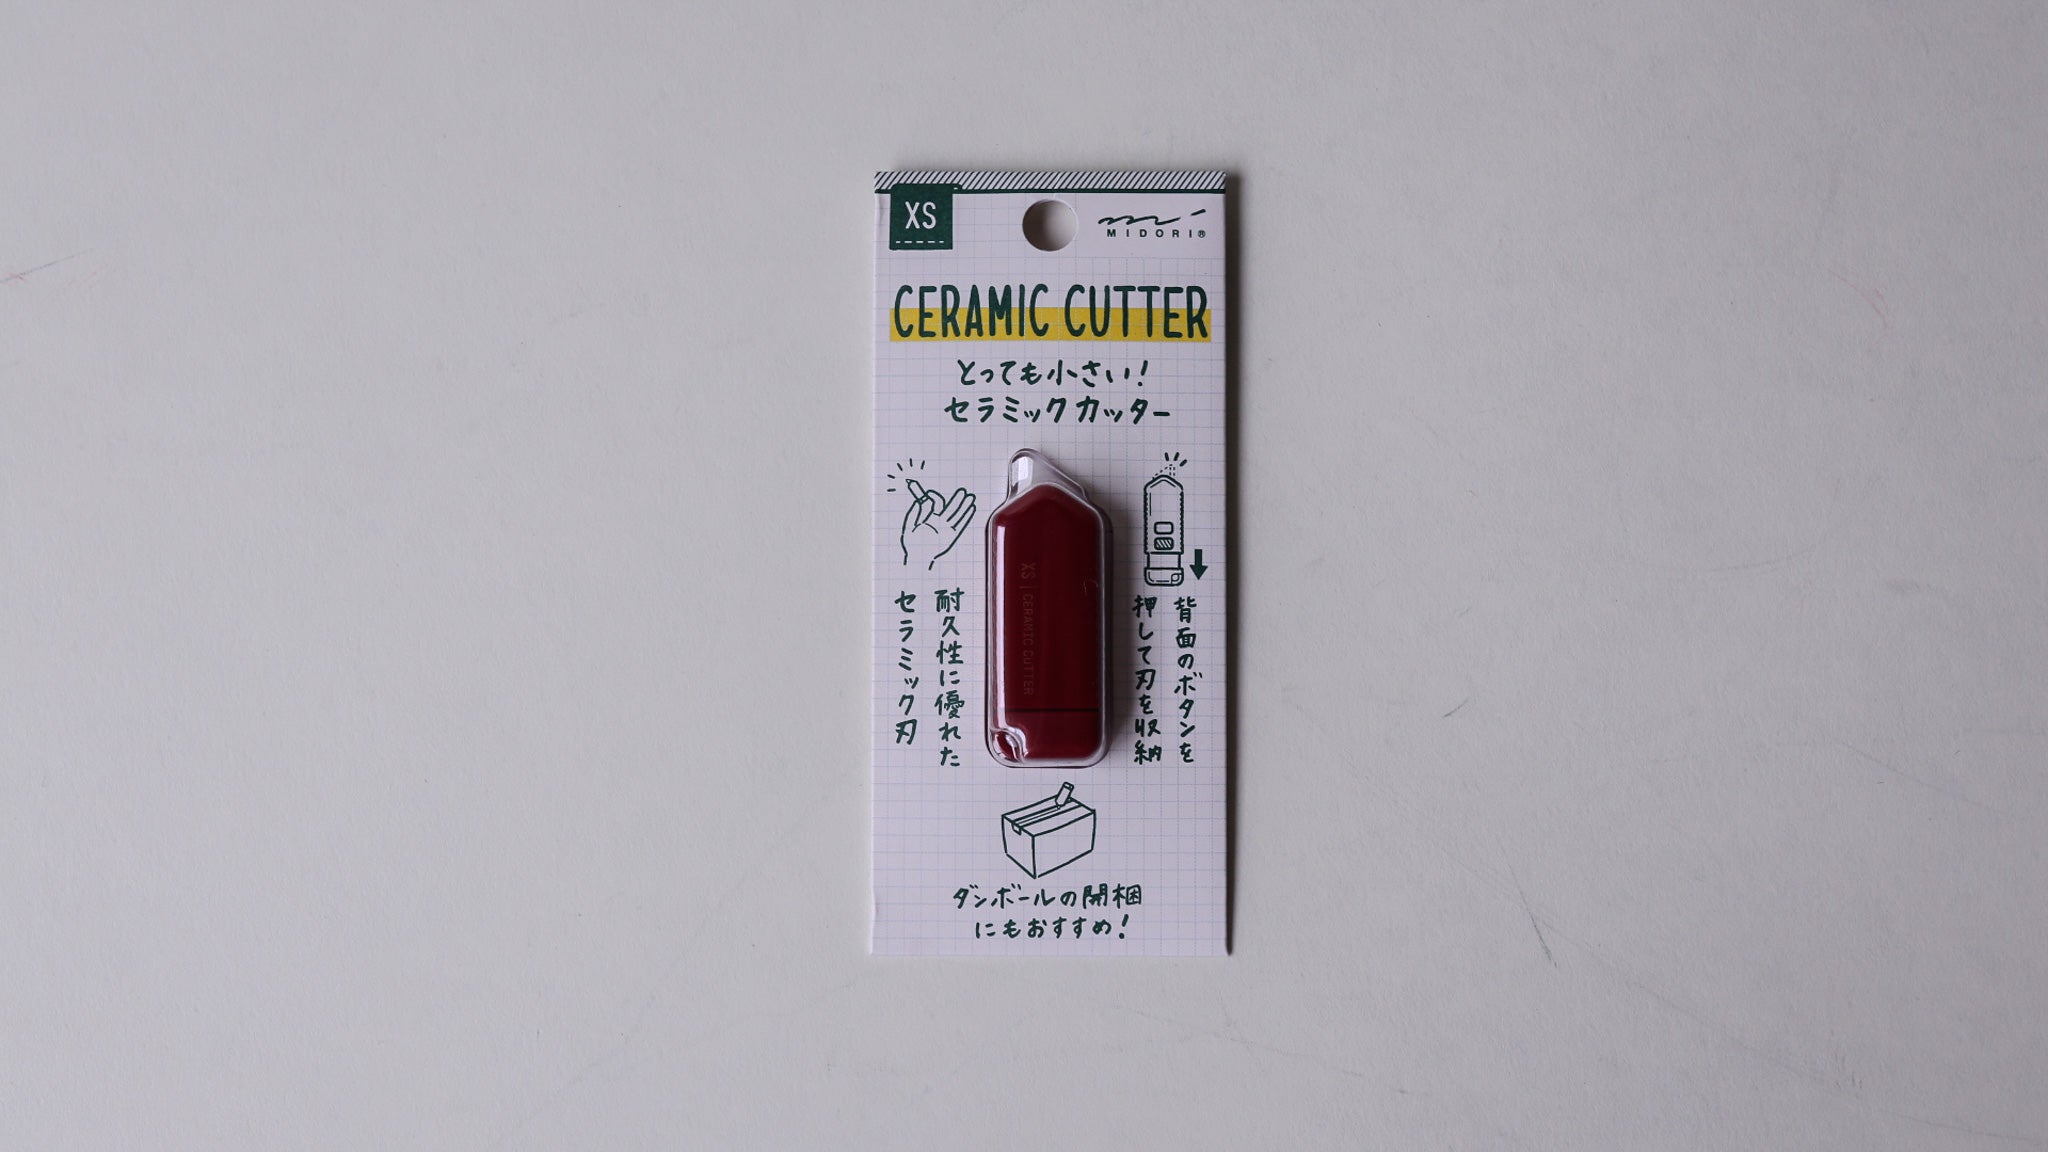 XS
MIDORI®
CERAMIC CUTTER
とっても小さい!
セラミックカッター
耐久性に優れた
セラミック刃
XS | CERAMIC CUTTER
背面のボタンを
押して刃を収納
ダンボールの開梱
にもおすすめ!